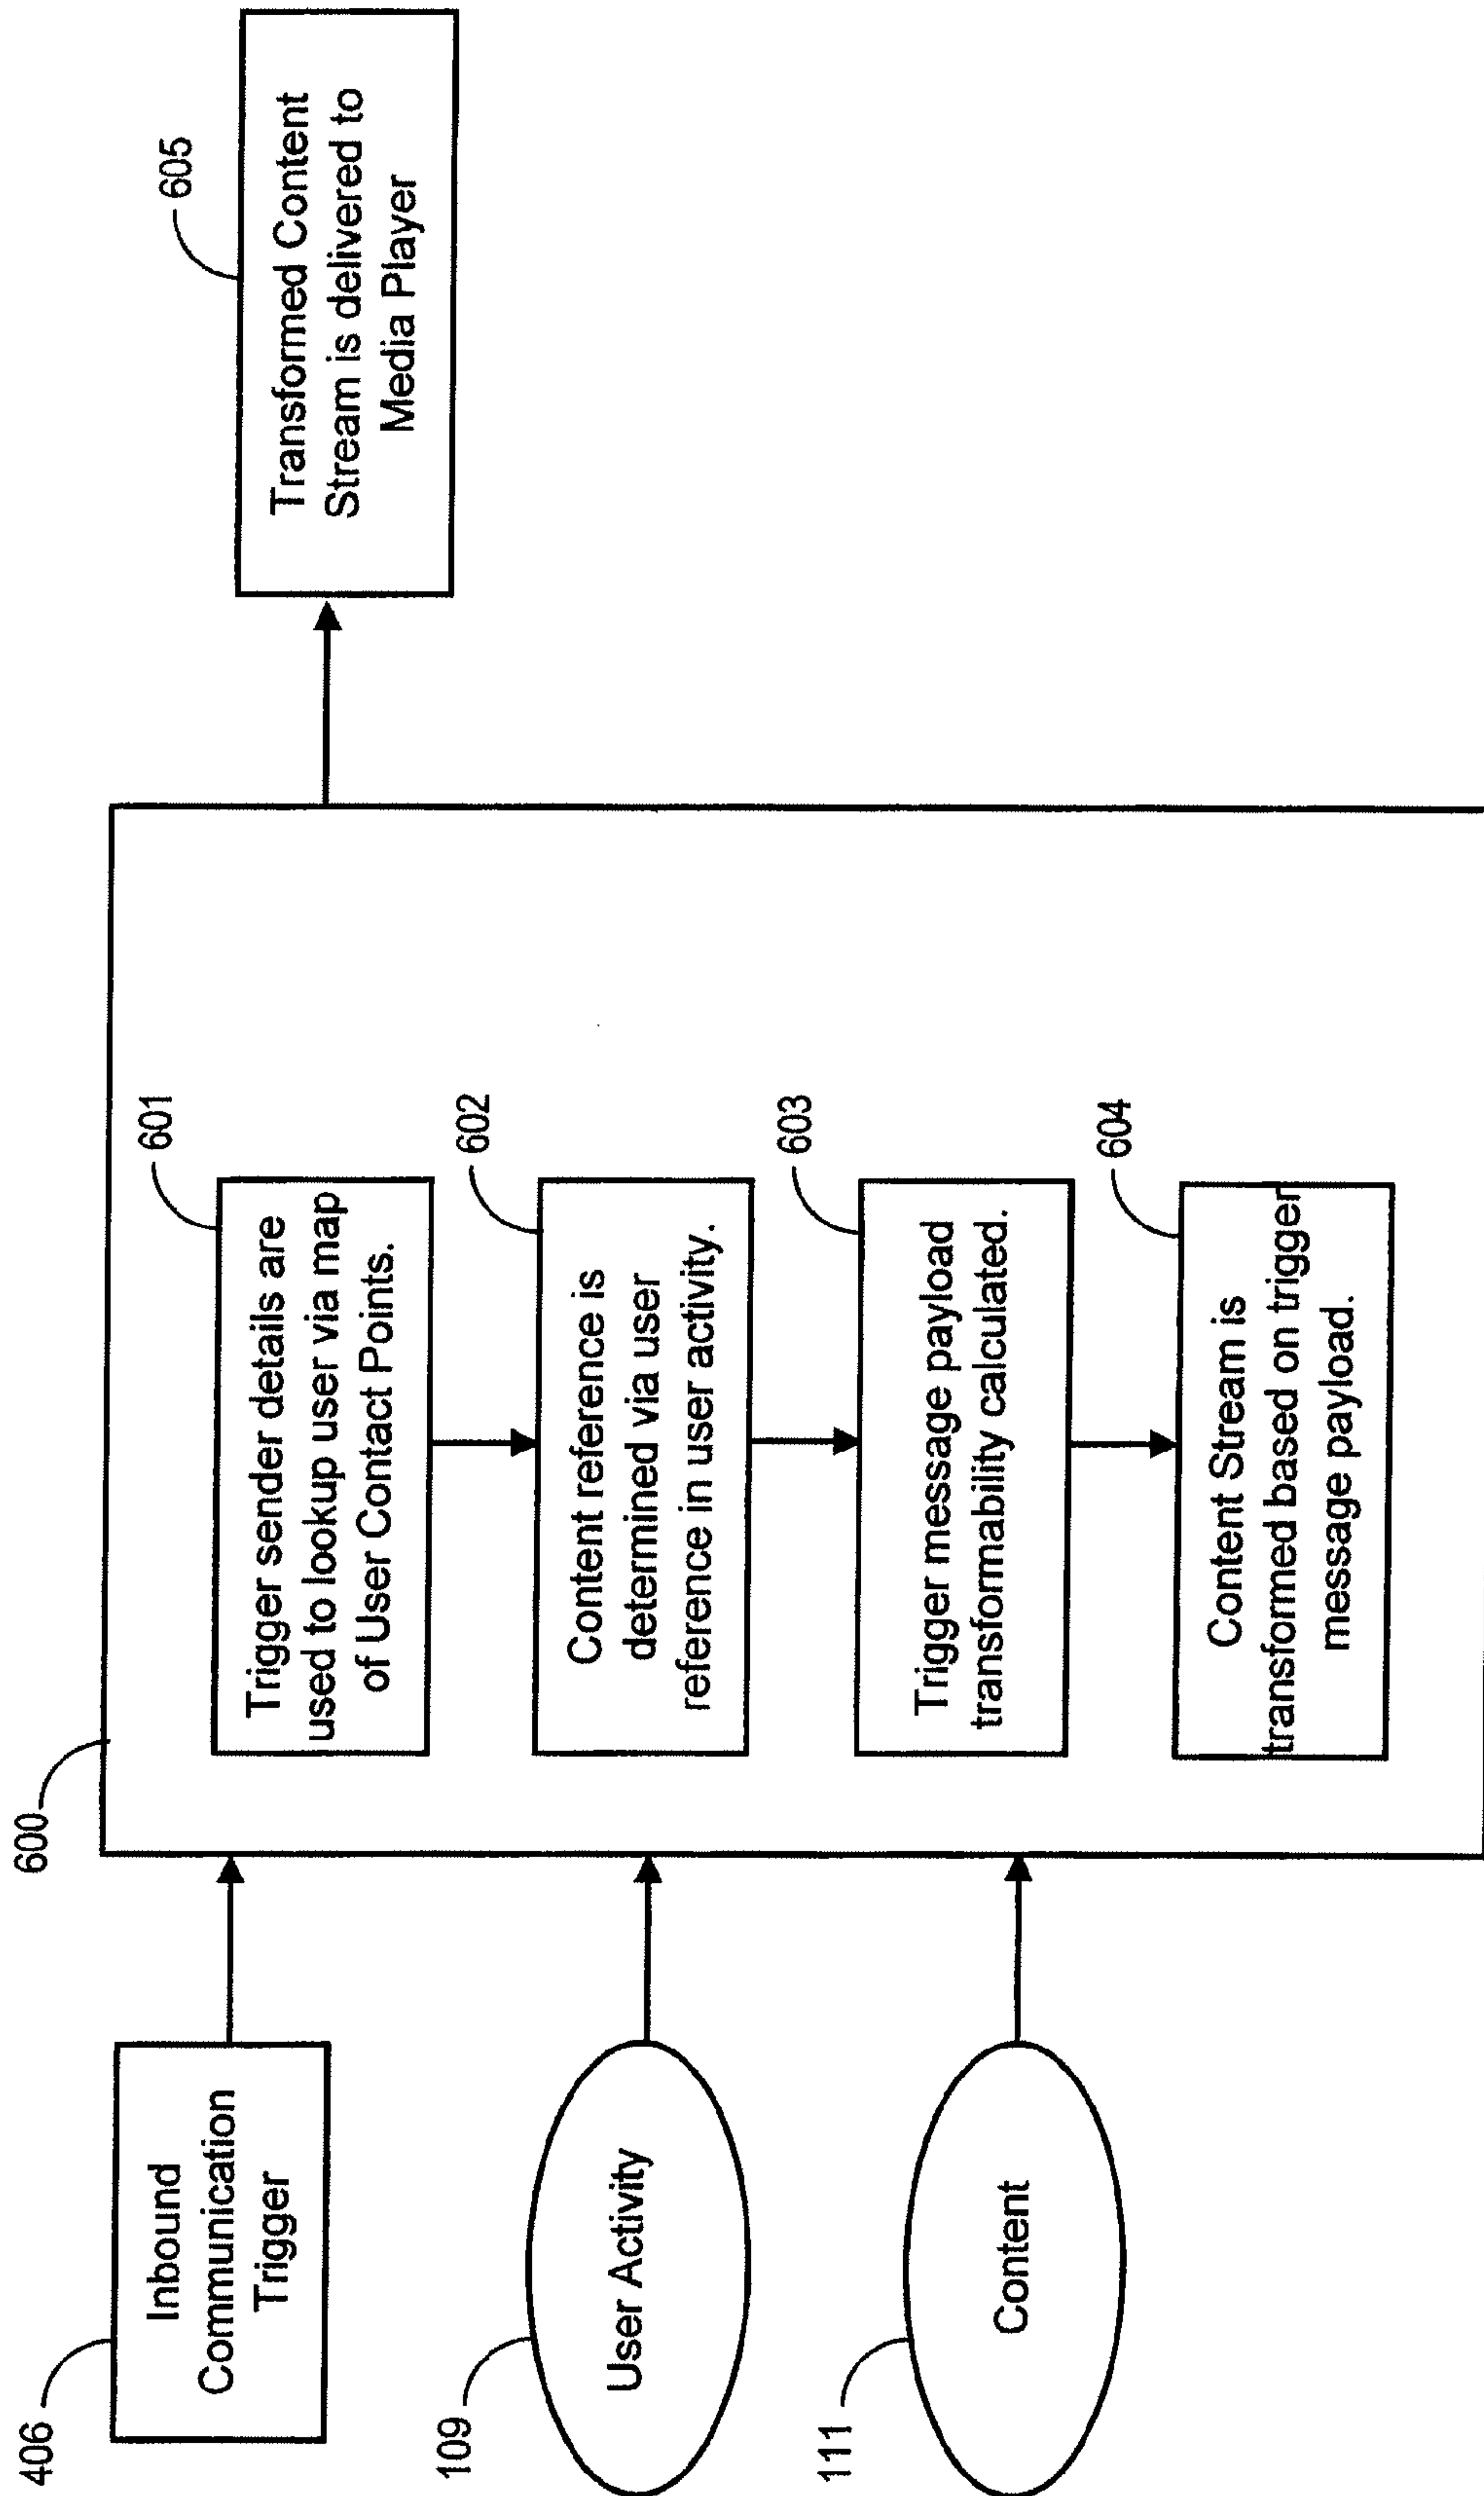 406
Inbound
Communication
Trigger
109
User Activity
111
Content
600
601
Trigger sender details are
used to lookup user via map
of User Contact Points.
602
Content reference is
determined via user
reference in user activity.
603
Trigger message payload
transformability calculated.
604
Content Stream is
transfomed based on trigger
message payload.
605
Transformed Content
Stream is delivered to
Media Player